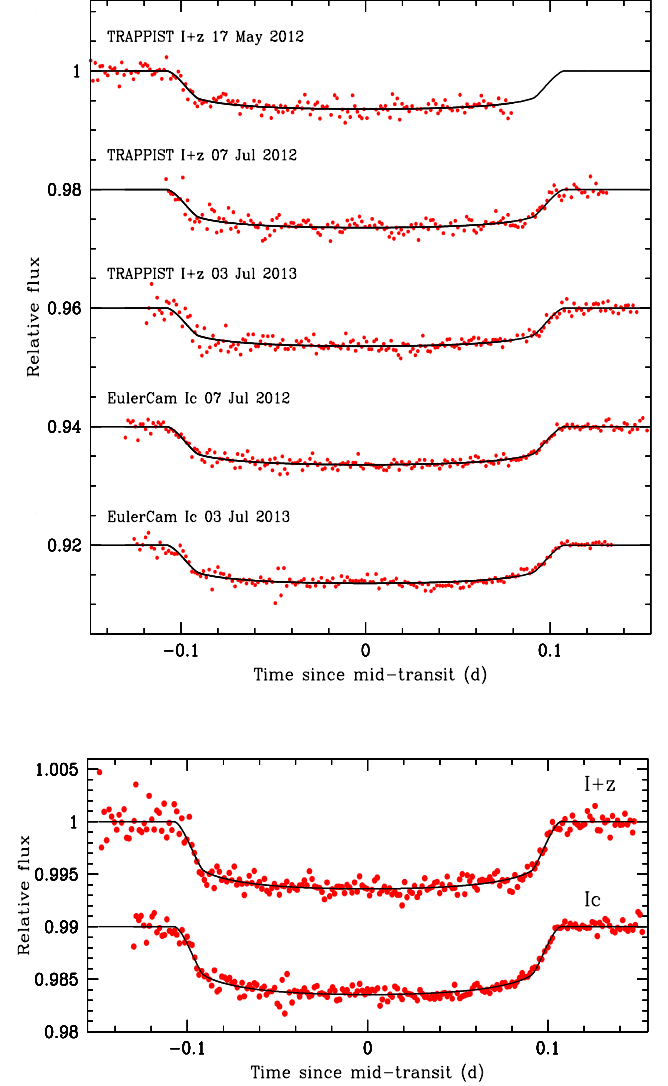 TRAPPIST I+z 17 May 2012
1
TRAPPIST I+z 07 Jul 2012
0.98
TRAPPIST I+z 03 Jul 2013
0.96
Relative flux
EulerCam Ic 07 Jul 2012
0.94
EulerCam Ic 03 Jul 2013
0.92
−0.1 0 0.1
Time since mid−transit (d)
1.005
I+z
1
0.995
Relative flux
Ic
0.99
0.985
0.98
−0.1 0 0.1
Time since mid−transit (d)